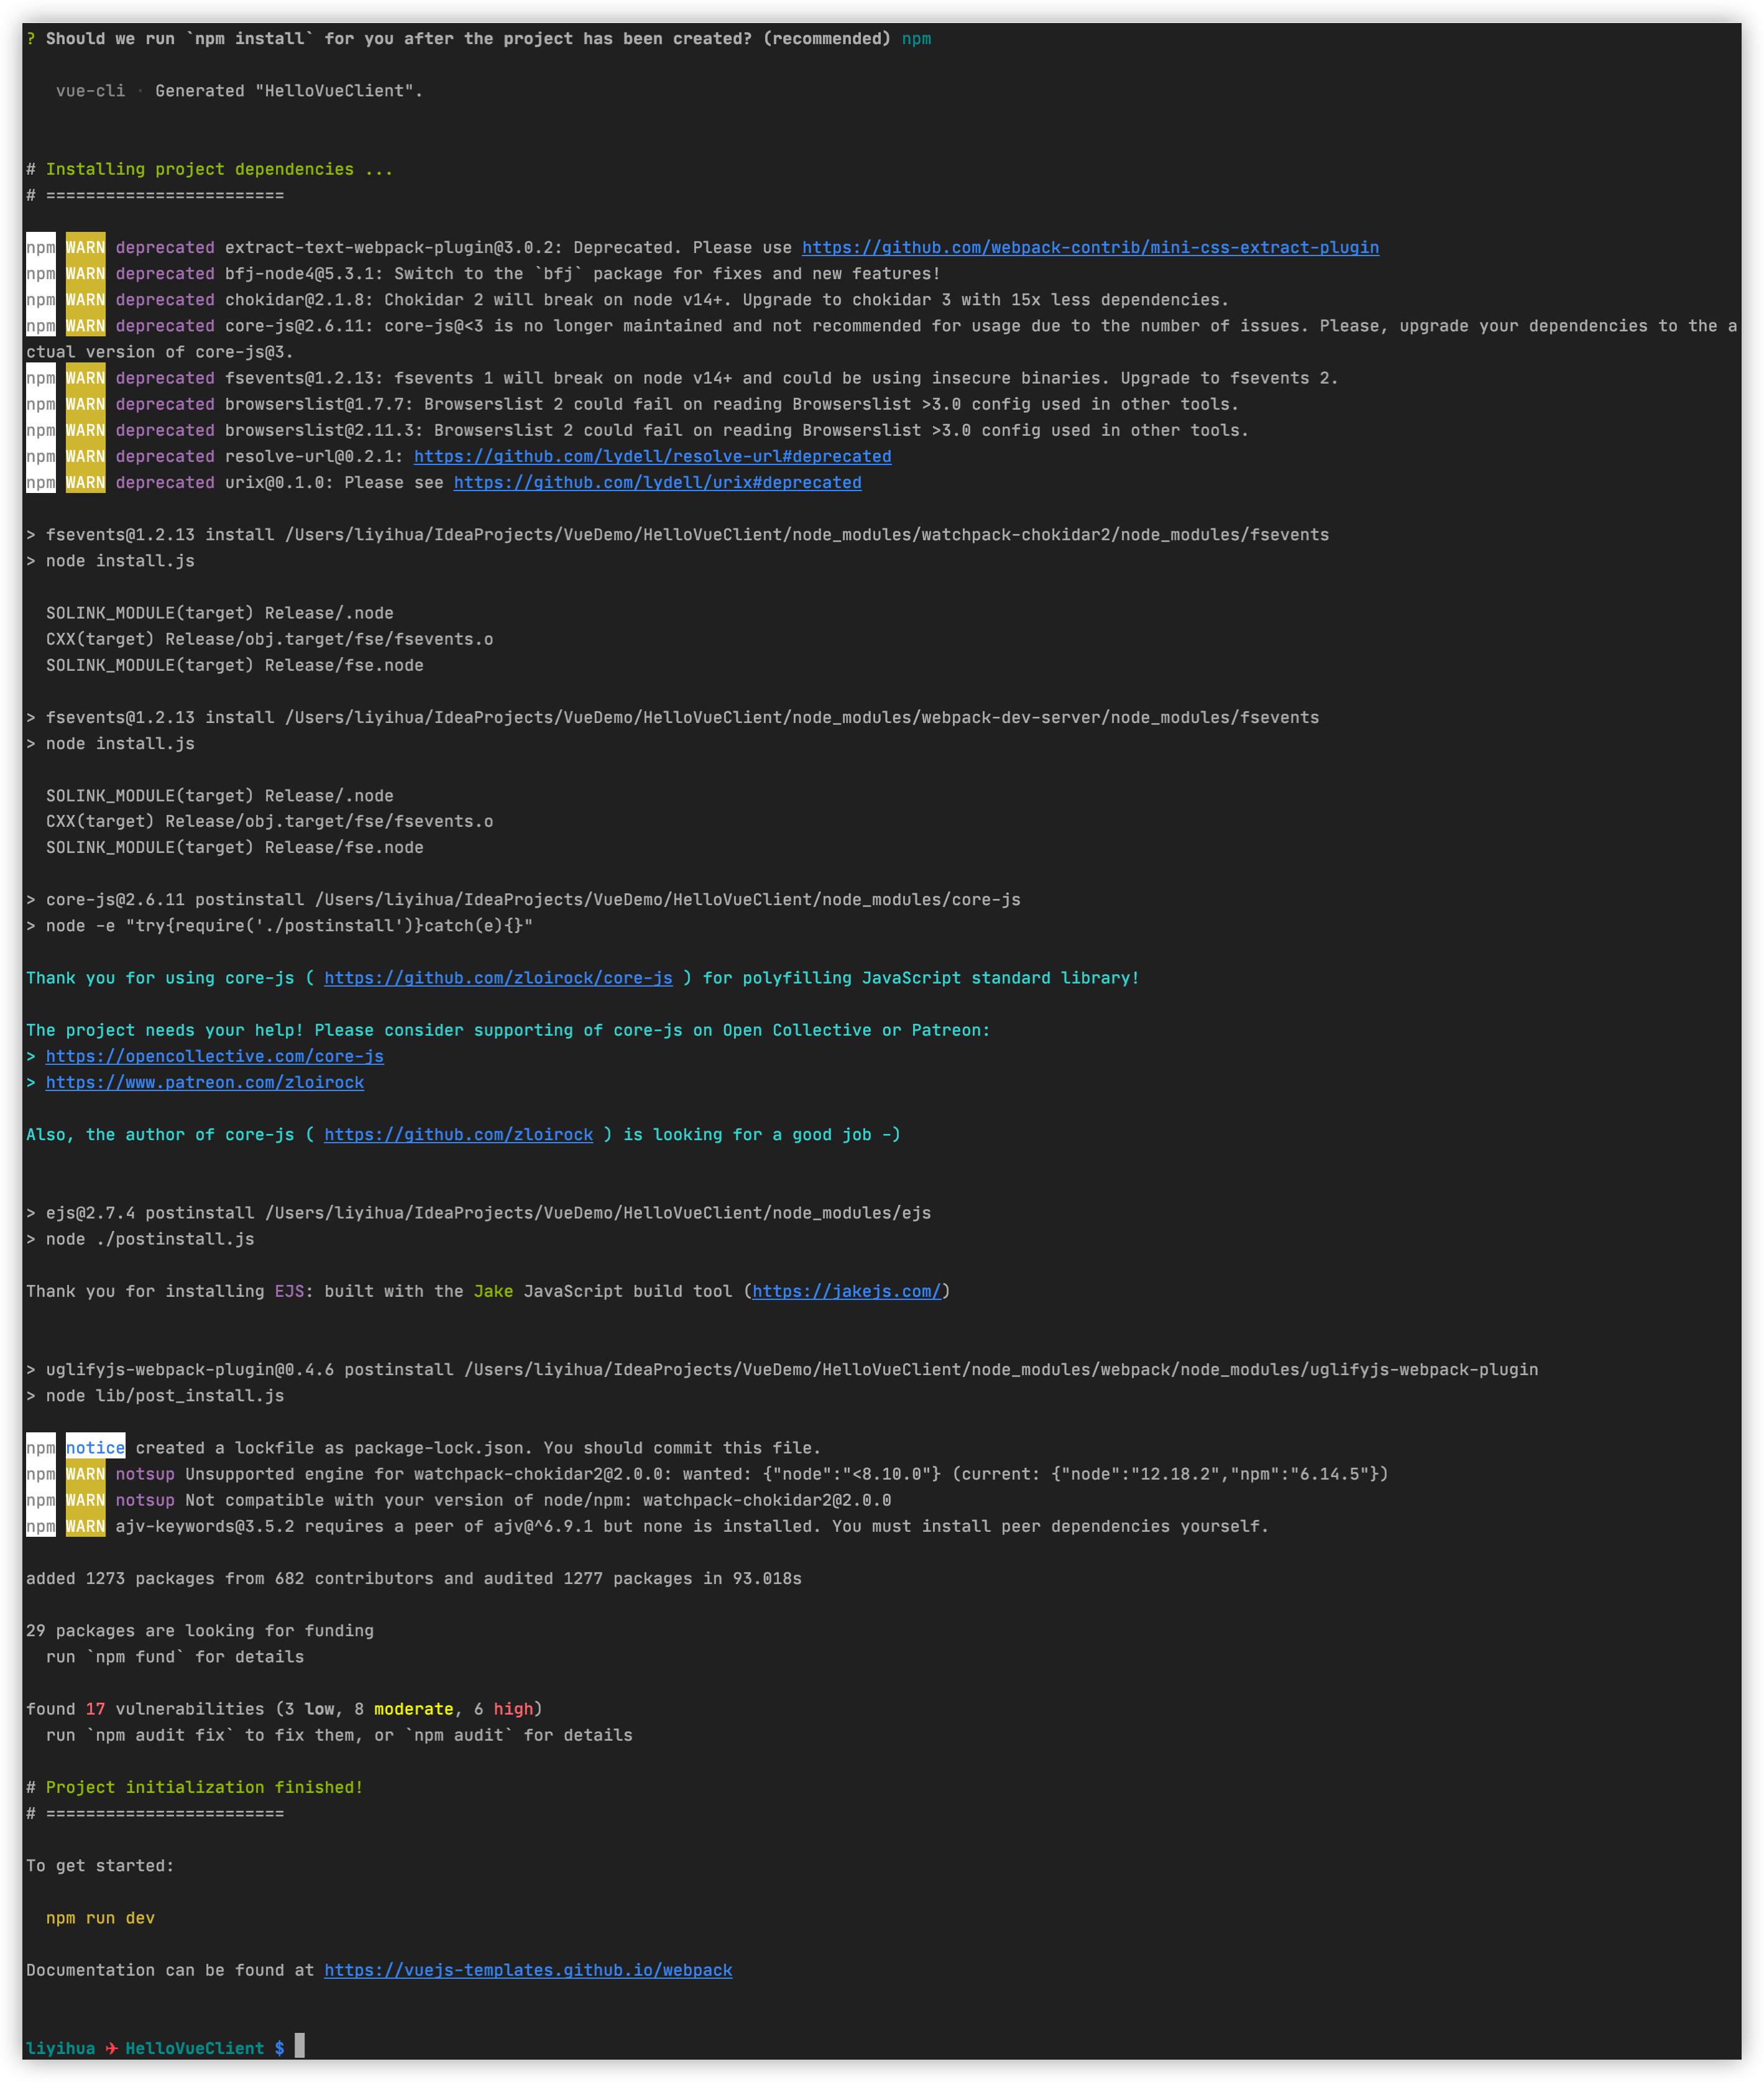 ? Should we run `npm install` for you after the project has been created? (recommended) npm
vue-cli · Generated "HelloVueClient".
# Installing project dependencies ...
# ========================
npm WARN deprecated extract-text-webpack-plugin@3.0.2: Deprecated. Please use https://github.com/webpack-contrib/mini-css-extract-plugin
npm WARN deprecated bfj-node4@5.3.1: Switch to the `bfj` package for fixes and new features!
npm WARN deprecated chokidar@2.1.8: Chokidar 2 will break on node v14+. Upgrade to chokidar 3 with 15x less dependencies.
npm WARN deprecated core-js@2.6.11: core-js@<3 is no longer maintained and not recommended for usage due to the number of issues. Please, upgrade your dependencies to the a
ctual version of core-js@3.
npm WARN deprecated fsevents@1.2.13: fsevents 1 will break on node v14+ and could be using insecure binaries. Upgrade to fsevents 2.
npm WARN deprecated browserslist@1.7.7: Browserslist 2 could fail on reading Browserslist >3.0 config used in other tools.
npm WARN deprecated browserslist@2.11.3: Browserslist 2 could fail on reading Browserslist >3.0 config used in other tools.
npm WARN deprecated resolve-url@0.2.1: https://github.com/lydell/resolve-url#deprecated
npm WARN deprecated urix@0.1.0: Please see https://github.com/lydell/urix#deprecated
> fsevents@1.2.13 install /Users/liyihua/IdeaProjects/VueDemo/HelloVueClient/node_modules/watchpack-chokidar2/node_modules/fsevents
> node install.js
SOLINK_MODULE(target) Release/.node
CXX(target) Release/obj.target/fse/fsevents.o
SOLINK_MODULE(target) Release/fse.node
> fsevents@1.2.13 install /Users/liyihua/IdeaProjects/VueDemo/HelloVueClient/node_modules/webpack-dev-server/node_modules/fsevents
> node install.js
SOLINK_MODULE(target) Release/.node
CXX(target) Release/obj.target/fse/fsevents.o
SOLINK_MODULE(target) Release/fse.node
> core-js@2.6.11 postinstall /Users/liyihua/IdeaProjects/VueDemo/HelloVueClient/node_modules/core-js
> node -e "try{require('./postinstall')}catch(e){}"
Thank you for using core-js ( https://github.com/zloirock/core-js ) for polyfilling JavaScript standard library!
The project needs your help! Please consider supporting of core-js on Open Collective or Patreon:
> https://opencollective.com/core-js
> https://www.patreon.com/zloirock
Also, the author of core-js ( https://github.com/zloirock ) is looking for a good job -)
> ejs@2.7.4 postinstall /Users/liyihua/IdeaProjects/VueDemo/HelloVueClient/node_modules/ejs
> node ./postinstall.js
Thank you for installing EJS: built with the Jake JavaScript build tool (https://jakejs.com/)
> uglifyjs-webpack-plugin@0.4.6 postinstall /Users/liyihua/IdeaProjects/VueDemo/HelloVueClient/node_modules/webpack/node_modules/uglifyjs-webpack-plugin
> node lib/post_install.js
npm notice created a lockfile as package-lock.json. You should commit this file.
npm WARN notsup Unsupported engine for watchpack-chokidar2@2.0.0: wanted: {"node":"<8.10.0"} (current: {"node":"12.18.2","npm":"6.14.5"})
npm WARN notsup Not compatible with your version of node/npm: watchpack-chokidar2@2.0.0
npm WARN ajv-keywords@3.5.2 requires a peer of ajv@^6.9.1 but none is installed. You must install peer dependencies yourself.
added 1273 packages from 682 contributors and audited 1277 packages in 93.018s
29 packages are looking for funding
run `npm fund` for details
found 17 vulnerabilities (3 low, 8 moderate, 6 high)
run `npm audit fix` to fix them, or `npm audit` for details
# Project initialization finished!
# ========================
To get started:
npm run dev
Documentation can be found at https://vuejs-templates.github.io/webpack
liyihua ✈ HelloVueClient $